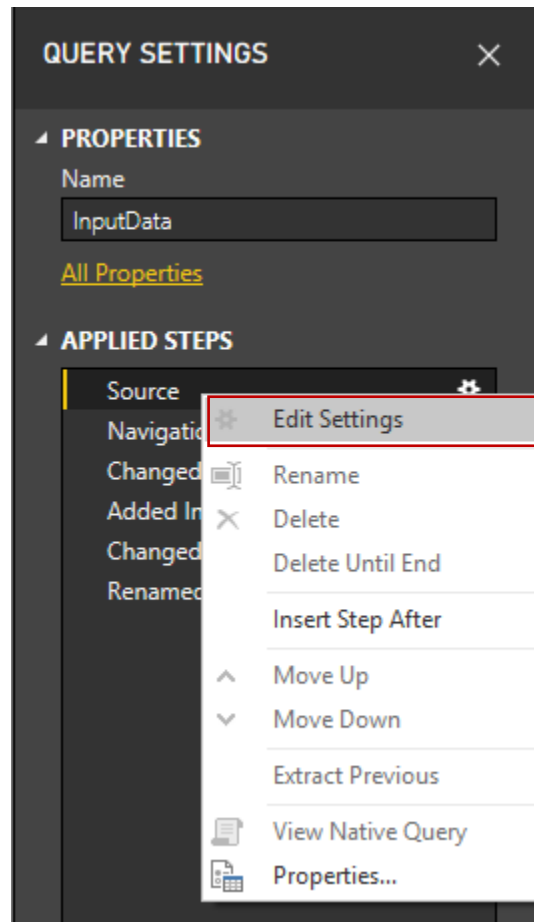 QUERY SETTINGS
PROPERTIES
Name
InputData
All Properties
APPLIED STEPS
Source
Navigatio
Changed
Added In
Changed
Renamed
Edit Settings
Rename
Delete
Delete Until End
Insert Step After
Move Up
Move Down
Extract Previous
View Native Query
Properties...